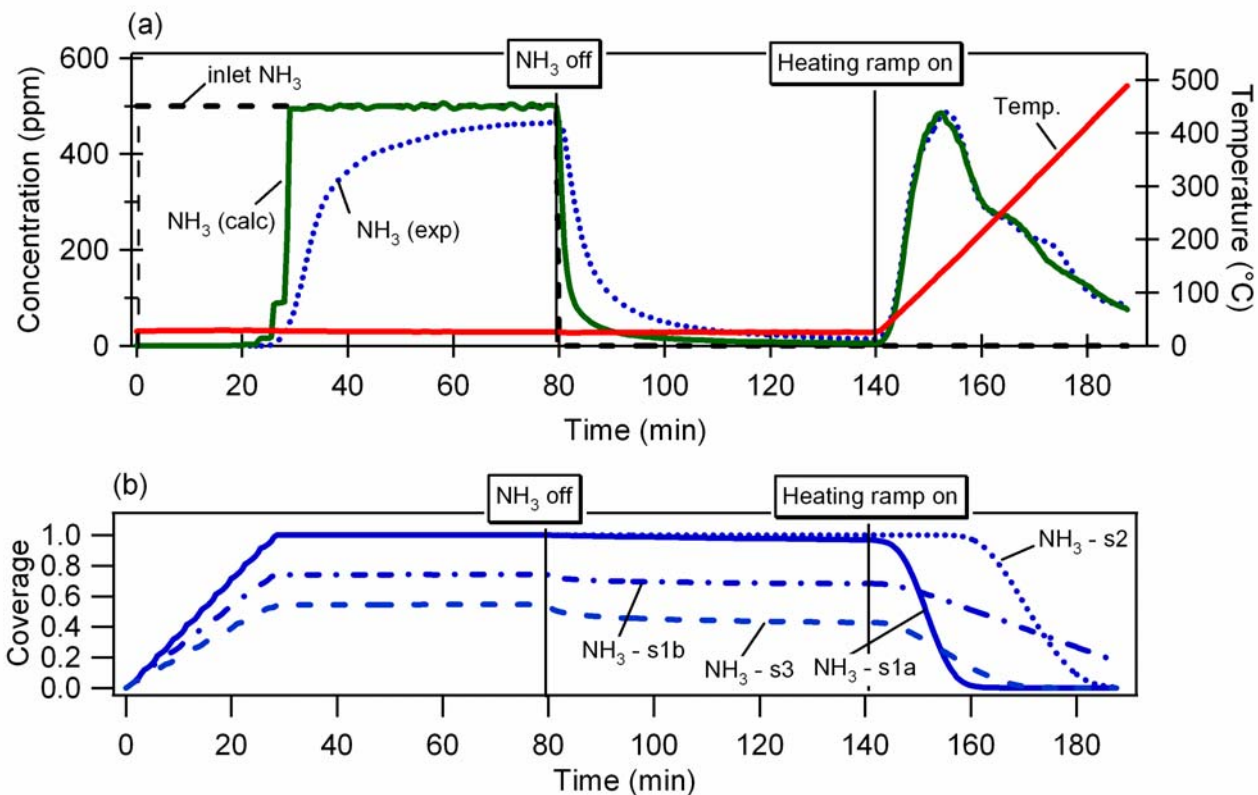 (a)
600
400
200
0
Concentration (ppm)
inlet NH₃
NH₃ off
Heating ramp on
Temp.
NH₃ (calc)
NH₃ (exp)
500
400
300
200
100
0
Temperature (°C)
0 20 40 60 80 100 120 140 160 180
Time (min)
(b)
NH₃ off
Heating ramp on
1.0
0.8
0.6
0.4
0.2
0.0
Coverage
NH₃ - s2
NH₃ - s1b
NH₃ - s3
NH₃ - s1a
0 20 40 60 80 100 120 140 160 180
Time (min)